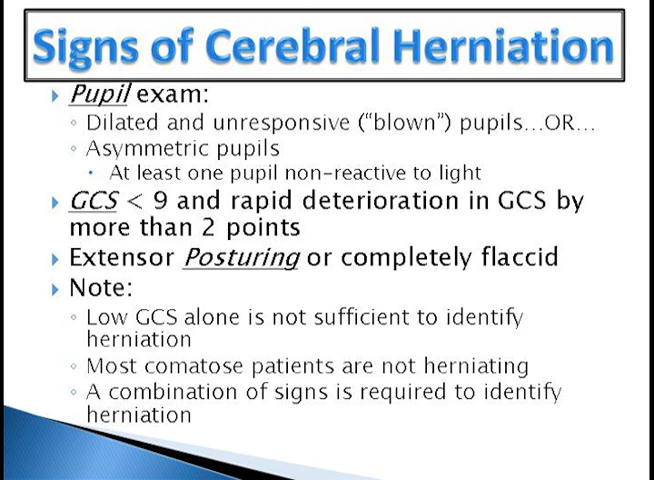 Signs of Cerebral Herniation
Pupil exam:
Dilated and unresponsive (“blown”) pupils...OR...
Asymmetric pupils
At least one pupil non-reactive to light
GCS < 9 and rapid deterioration in GCS by
more than 2 points
Extensor Posturing or completely flaccid
Note:
Low GCS alone is not sufficient to identify
herniation
Most comatose patients are not herniating
A combination of signs is required to identify
herniation